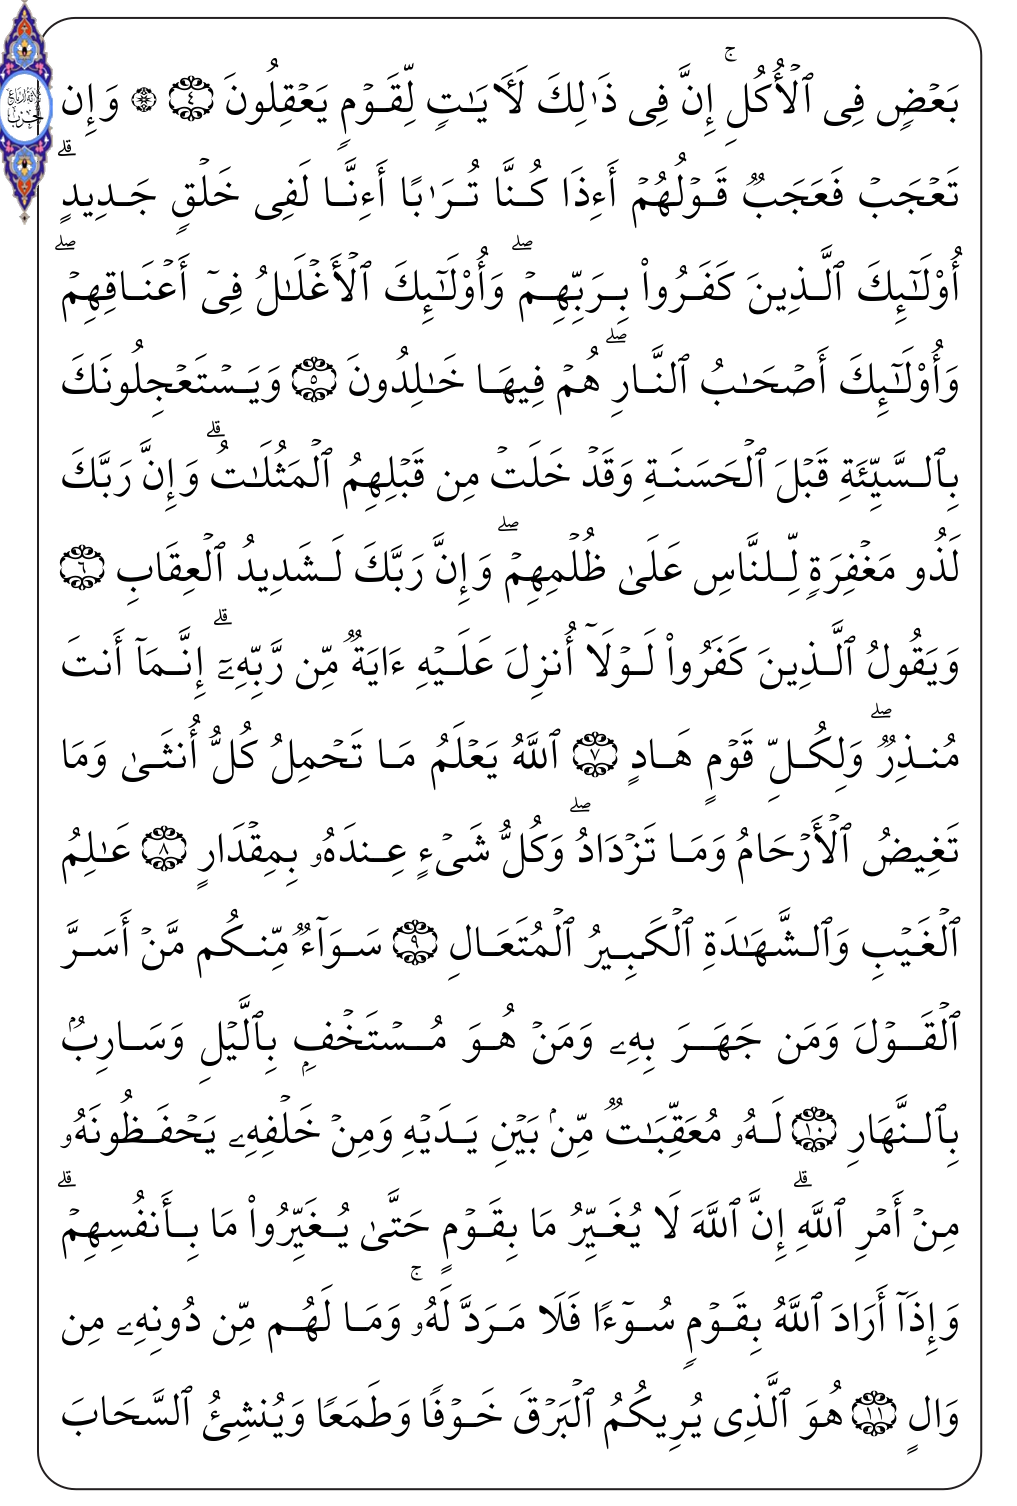 بَعۡضٖ فِي ٱلۡأُكُلِۚ إِنَّ فِي ذَٰلِكَ لَأٓيَٰتٖ لِّقَوۡمٖ يَعۡقِلُونَ ٤ ۞ وَإِن
تَعۡجَبۡ فَعَجَبٞ قَوۡلُهُمۡ أَءِذَا كُنَّا تُرَٰبًا أَءِنَّا لَفِي خَلۡقٖ جَدِيدٍۗ
أُوْلَٰٓئِكَ ٱلَّذِينَ كَفَرُواْ بِرَبِّهِمۡۖ وَأُوْلَٰٓئِكَ ٱلۡأَغۡلَٰلُ فِيٓ أَعۡنَاقِهِمۡۖ
وَأُوْلَٰٓئِكَ أَصۡحَٰبُ ٱلنَّارِۖ هُمۡ فِيهَا خَٰلِدُونَ ٥ وَيَسۡتَعۡجِلُونَكَ
بِٱلسَّيِّئَةِ قَبۡلَ ٱلۡحَسَنَةِ وَقَدۡ خَلَتۡ مِن قَبۡلِهِمُ ٱلۡمَثُلَٰتُۗ وَإِنَّ رَبَّكَ
لَذُو مَغۡفِرَةٖ لِّلنَّاسِ عَلَىٰ ظُلۡمِهِمۡۖ وَإِنَّ رَبَّكَ لَشَدِيدُ ٱلۡعِقَابِ ٦
وَيَقُولُ ٱلَّذِينَ كَفَرُواْ لَوۡلَآ أُنزِلَ عَلَيۡهِ ءَايَةٞ مِّن رَّبِّهِۦٓۗ إِنَّمَآ أَنتَ
مُنذِرٞۖ وَلِكُلِّ قَوۡمٍ هَادٍ ٧ ٱللَّهُ يَعۡلَمُ مَا تَحۡمِلُ كُلُّ أُنثَىٰ وَمَا
تَغِيضُ ٱلۡأَرۡحَامُ وَمَا تَزۡدَادُۖ وَكُلُّ شَيۡءٍ عِندَهُۥ بِمِقۡدَارٍ ٨ عَٰلِمُ
ٱلۡغَيۡبِ وَٱلشَّهَٰدَةِ ٱلۡكَبِيرُ ٱلۡمُتَعَالِ ٩ سَوَآءٞ مِّنكُم مَّنۡ أَسَرَّ
ٱلۡقَوۡلَ وَمَن جَهَرَ بِهِۦ وَمَنۡ هُوَ مُسۡتَخۡفِۭ بِٱلَّيۡلِ وَسَارِبُۢ
بِٱلنَّهَارِ ١٠ لَهُۥ مُعَقِّبَٰتٞ مِّنۢ بَيۡنِ يَدَيۡهِ وَمِنۡ خَلۡفِهِۦ يَحۡفَظُونَهُۥ
مِنۡ أَمۡرِ ٱللَّهِۗ إِنَّ ٱللَّهَ لَا يُغَيِّرُ مَا بِقَوۡمٍ حَتَّىٰ يُغَيِّرُواْ مَا بِأَنفُسِهِمۡۗ
وَإِذَآ أَرَادَ ٱللَّهُ بِقَوۡمٖ سُوٓءٗا فَلَا مَرَدَّ لَهُۥۚ وَمَا لَهُم مِّن دُونِهِۦ مِن
وَالٍ ١١ هُوَ ٱلَّذِي يُرِيكُمُ ٱلۡبَرۡقَ خَوۡفٗا وَطَمَعٗا وَيُنشِئُ ٱلسَّحَابَ